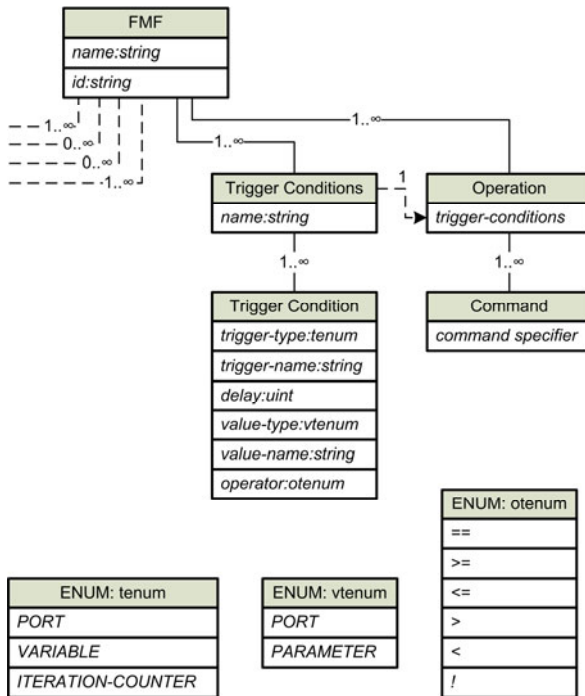 FMF
name:string
id:string
1..∞
0..∞
0..∞
1..∞
1..∞
1..∞
Trigger Conditions
name:string
1
Operation
trigger-conditions
1..∞
1..∞
Trigger Condition
trigger-type:tenum
trigger-name:string
delay:uint
value-type:vtenum
value-name:string
operator:otenum
Command
command specifier
ENUM: otenum
==
>=
<=
>
<
!
ENUM: tenum
PORT
VARIABLE
ITERATION-COUNTER
ENUM: vtenum
PORT
PARAMETER